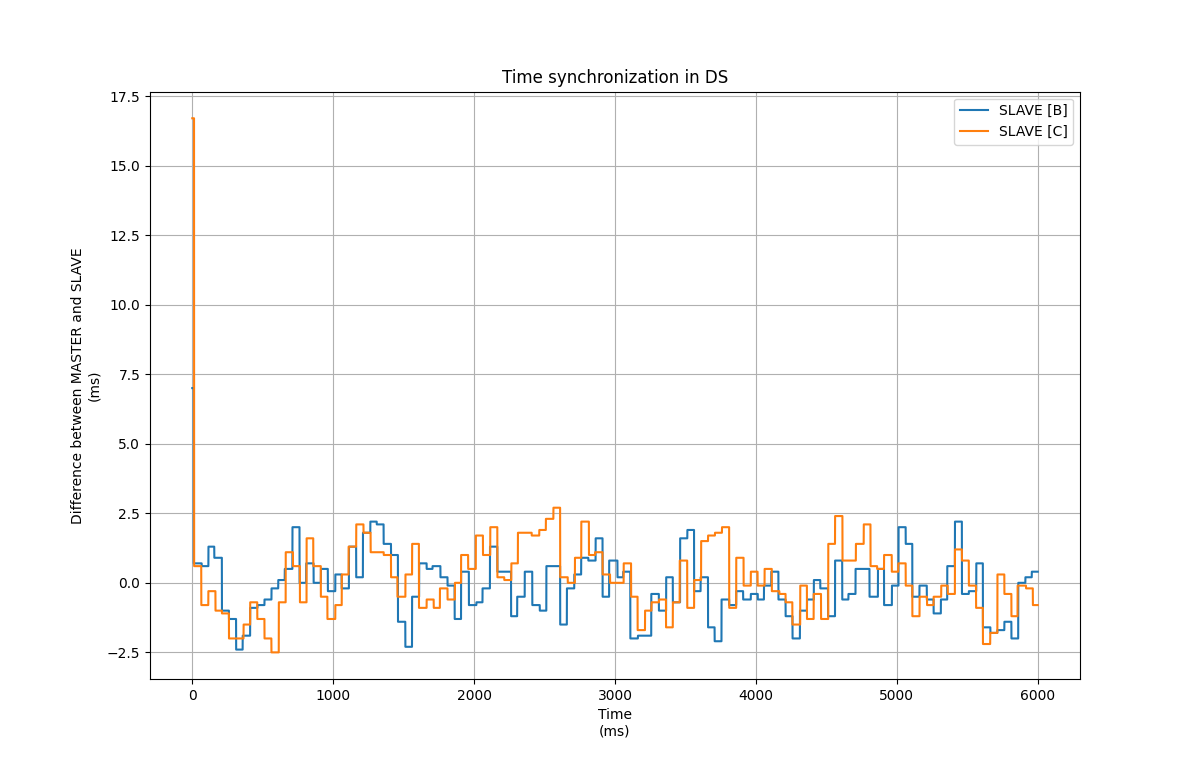 Time synchronization in DS
17.5
15.0
12.5
10.0
7.5
5.0
2.5
0.0
−2.5
Difference between MASTER and SLAVE
(ms)
SLAVE [B]
SLAVE [C]
0 1000 2000 3000 4000 5000 6000
Time
(ms)